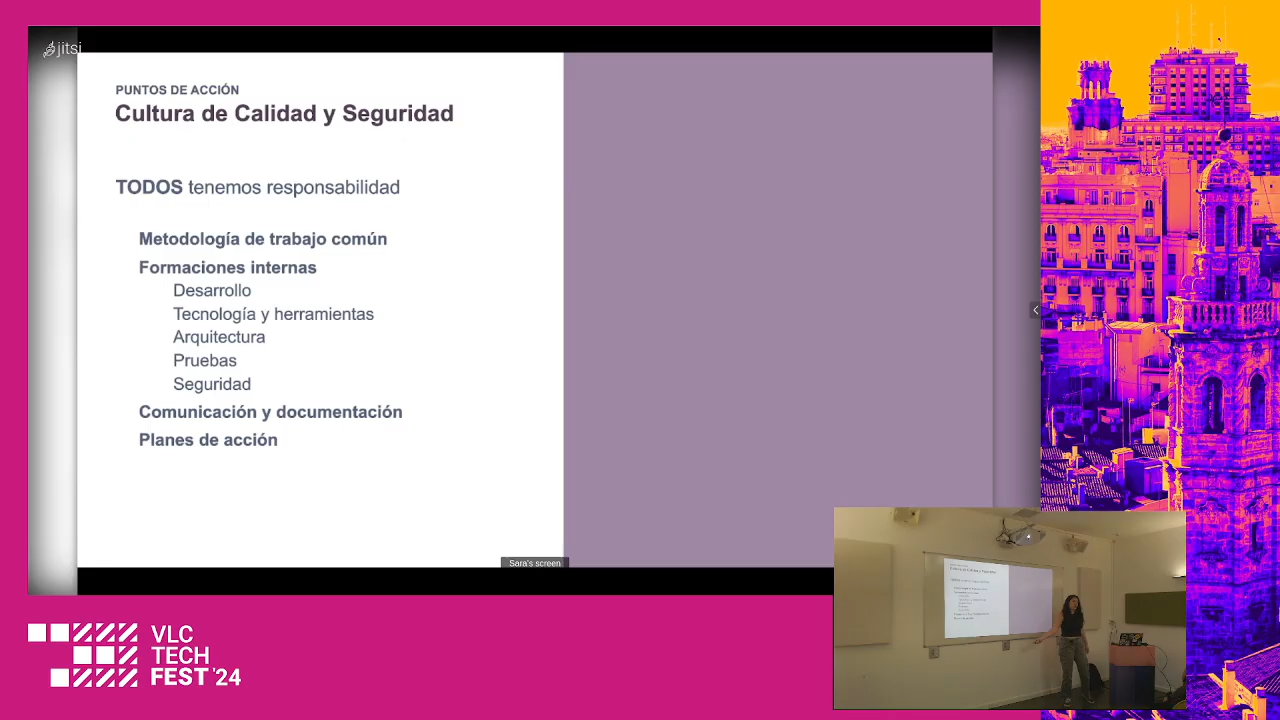 jitsi
PUNTOS DE ACCIÓN
Cultura de Calidad y Seguridad
TODOS tenemos responsabilidad
Metodología de trabajo común
Formaciones internas
Desarrollo
Tecnología y herramientas
Arquitectura
Pruebas
Seguridad
Comunicación y documentación
Planes de acción
Sara's screen
VLC
TECH
FEST '24